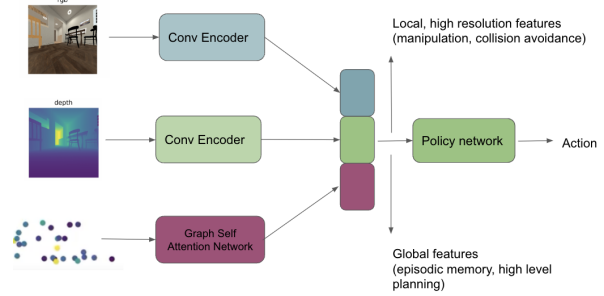 rgb
Conv Encoder
Local, high resolution features
(manipulation, collision avoidance)
depth
Conv Encoder
Policy network
Action
Graph Self
Attention Network
Global features
(episodic memory, high level
planning)